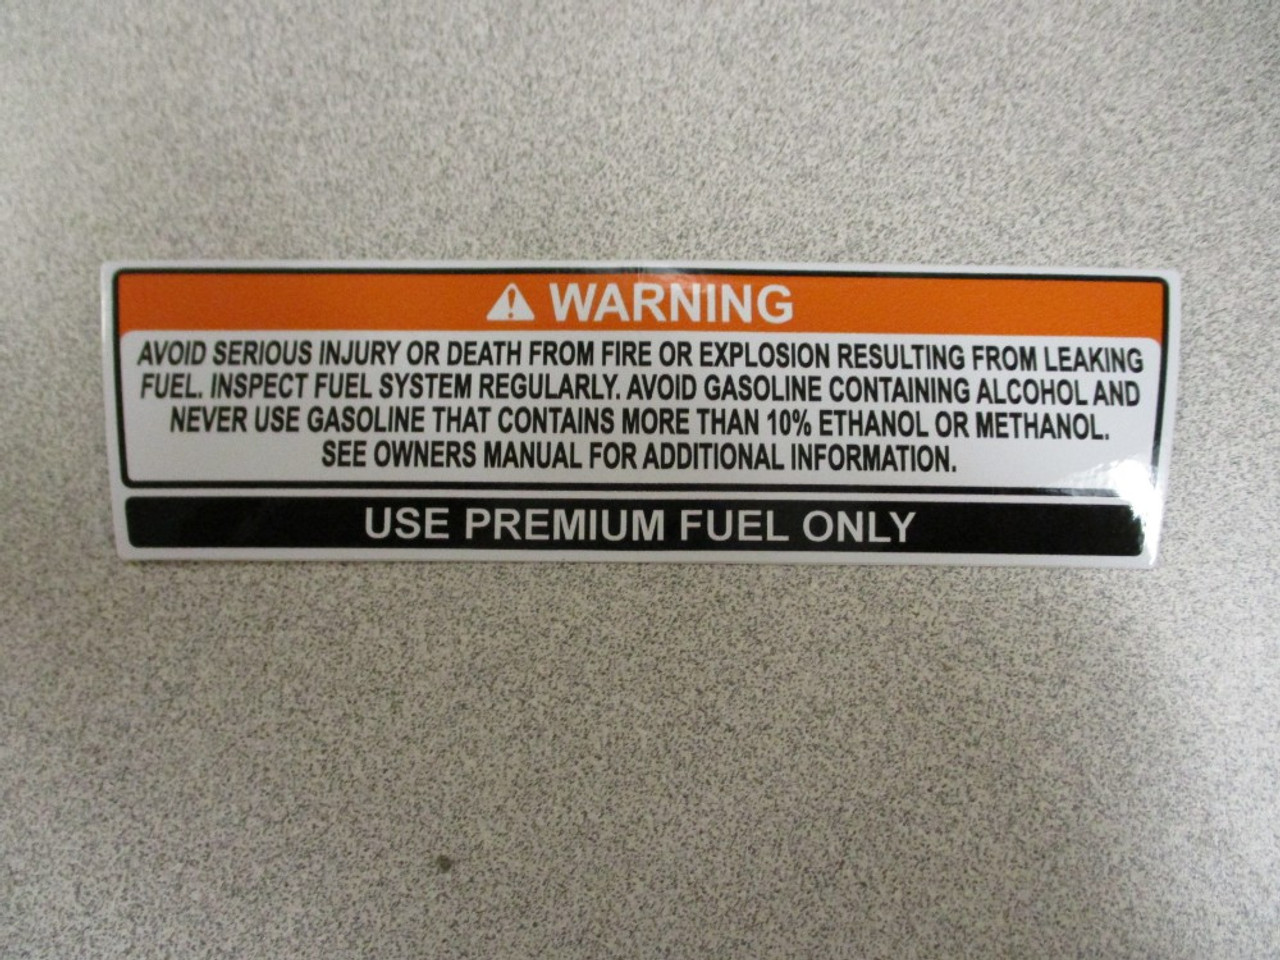 ⚠ WARNING
AVOID SERIOUS INJURY OR DEATH FROM FIRE OR EXPLOSION RESULTING FROM LEAKING
FUEL. INSPECT FUEL SYSTEM REGULARLY. AVOID GASOLINE CONTAINING ALCOHOL AND
NEVER USE GASOLINE THAT CONTAINS MORE THAN 10% ETHANOL OR METHANOL.
SEE OWNERS MANUAL FOR ADDITIONAL INFORMATION.
USE PREMIUM FUEL ONLY